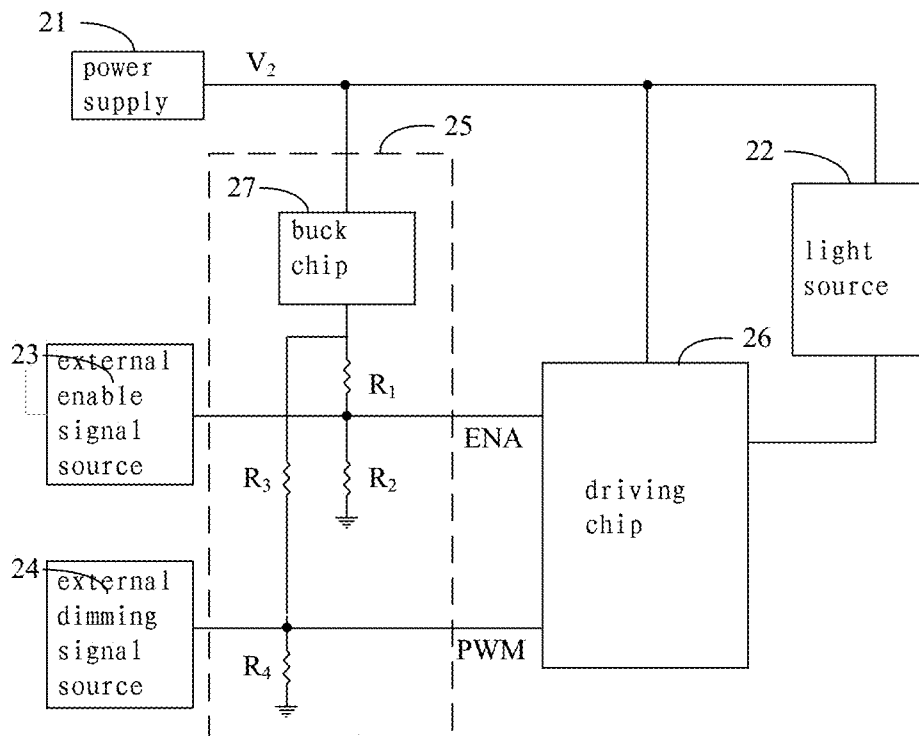 21
power
supply
V₂
25
22
27
buck
chip
light
source
23
external
enable
signal
source
R₁
26
ENA
R₃
R₂
driving
chip
24
external
dimming
signal
source
PWM
R₄